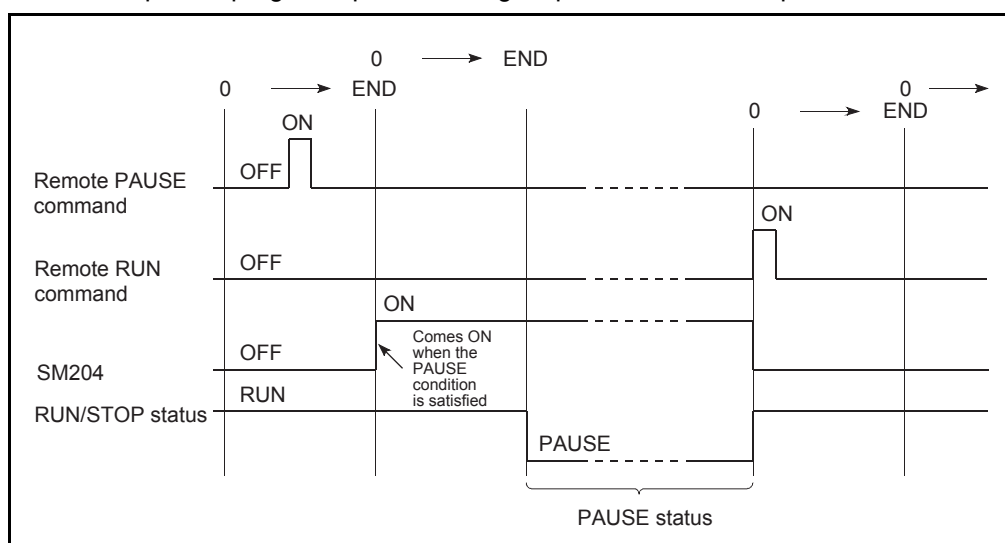 0 → END
0 → END
0 → END
0 →
ON
OFF
Remote PAUSE
command
ON
OFF
Remote RUN
command
ON
OFF
Comes ON
when the
PAUSE
condition
is satisfied
SM204
RUN
RUN/STOP status
PAUSE
PAUSE status